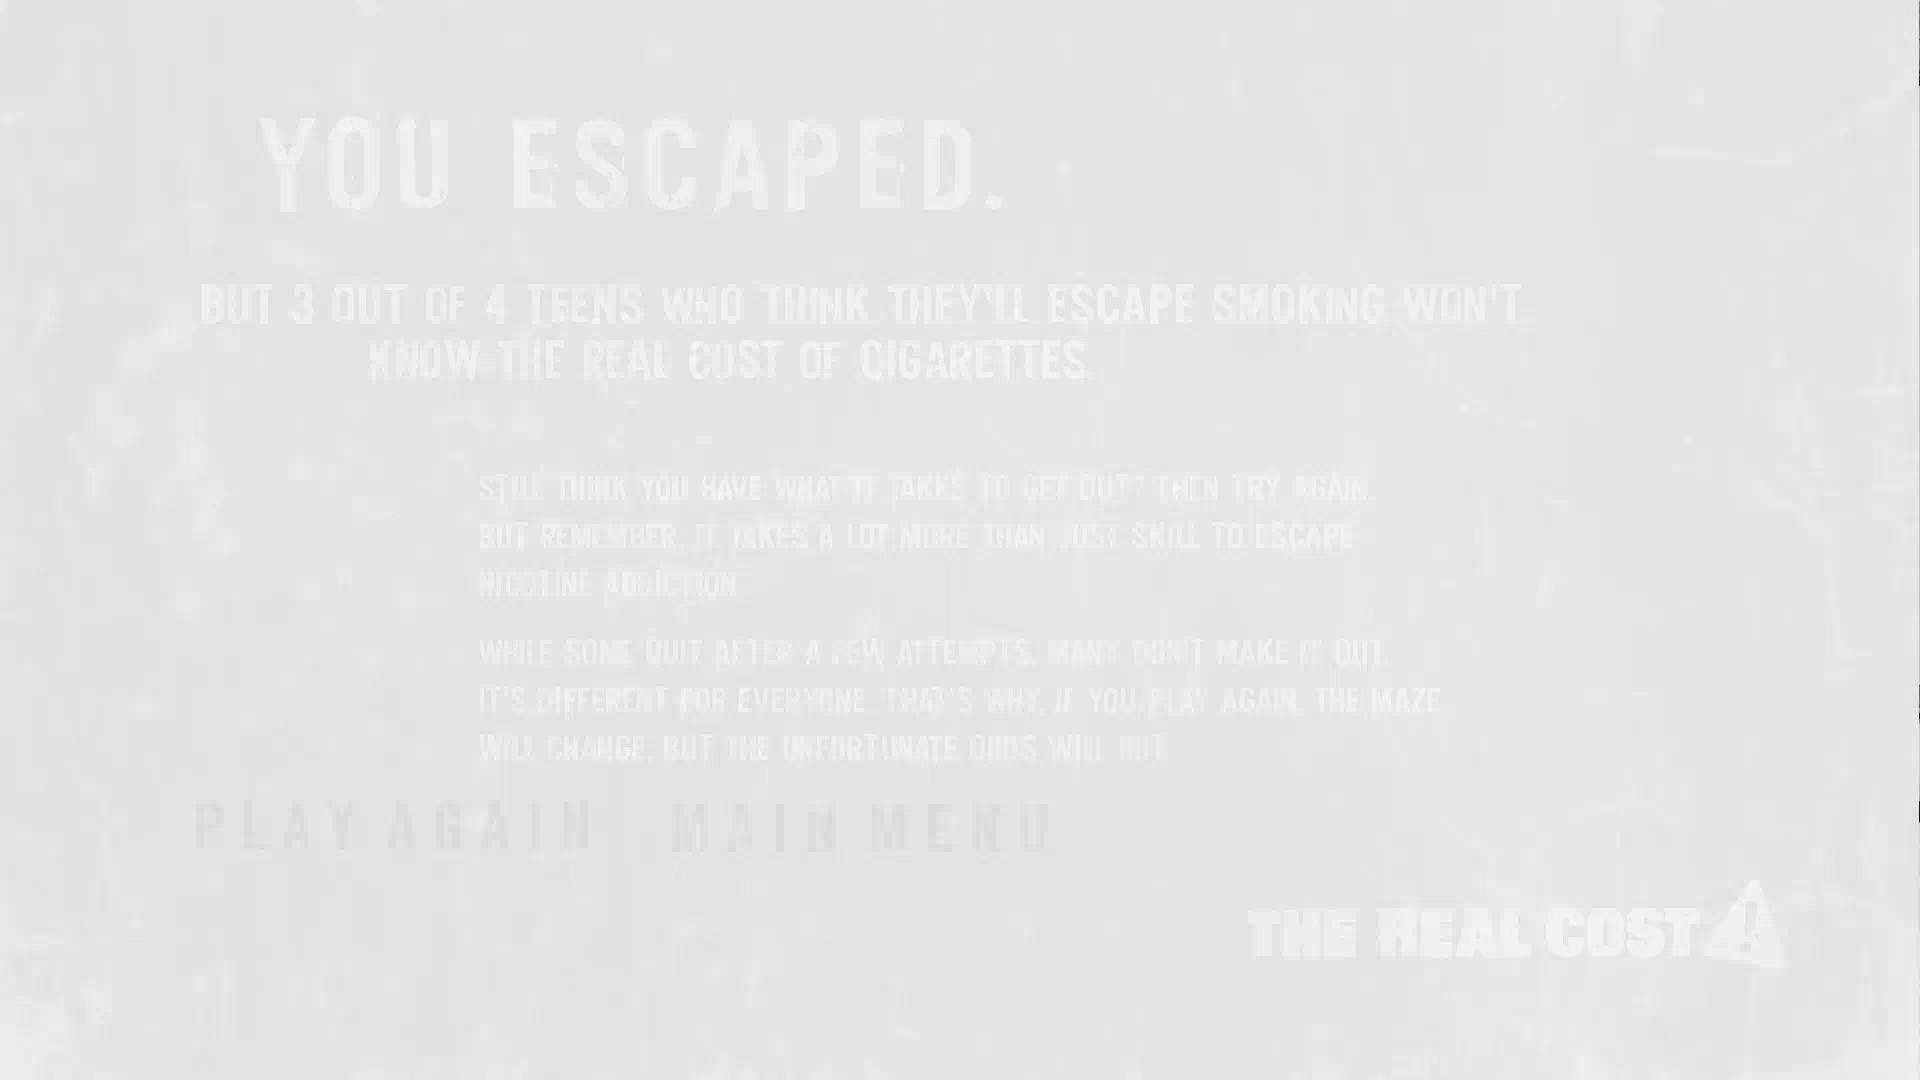 YOU ESCAPED.
BUT 3 OUT OF 4 TEENS WHO THINK THEY'LL ESCAPE SMOKING WON'T
KNOW THE REAL COST OF CIGARETTES.
STILL THINK YOU HAVE WHAT IT TAKES TO GET OUT? THEN TRY AGAIN.
BUT REMEMBER, IT TAKES A LOT MORE THAN JUST SKILL TO ESCAPE
NICOTINE ADDICTION.
WHILE SOME QUIT AFTER A FEW ATTEMPTS, MANY DON'T MAKE IT OUT.
IT'S DIFFERENT FOR EVERYONE. THAT'S WHY, IF YOU PLAY AGAIN, THE MAZE
WILL CHANGE, BUT THE UNFORTUNATE ODDS WILL NOT.
PLAY AGAIN MAIN MENU
THE REAL COST